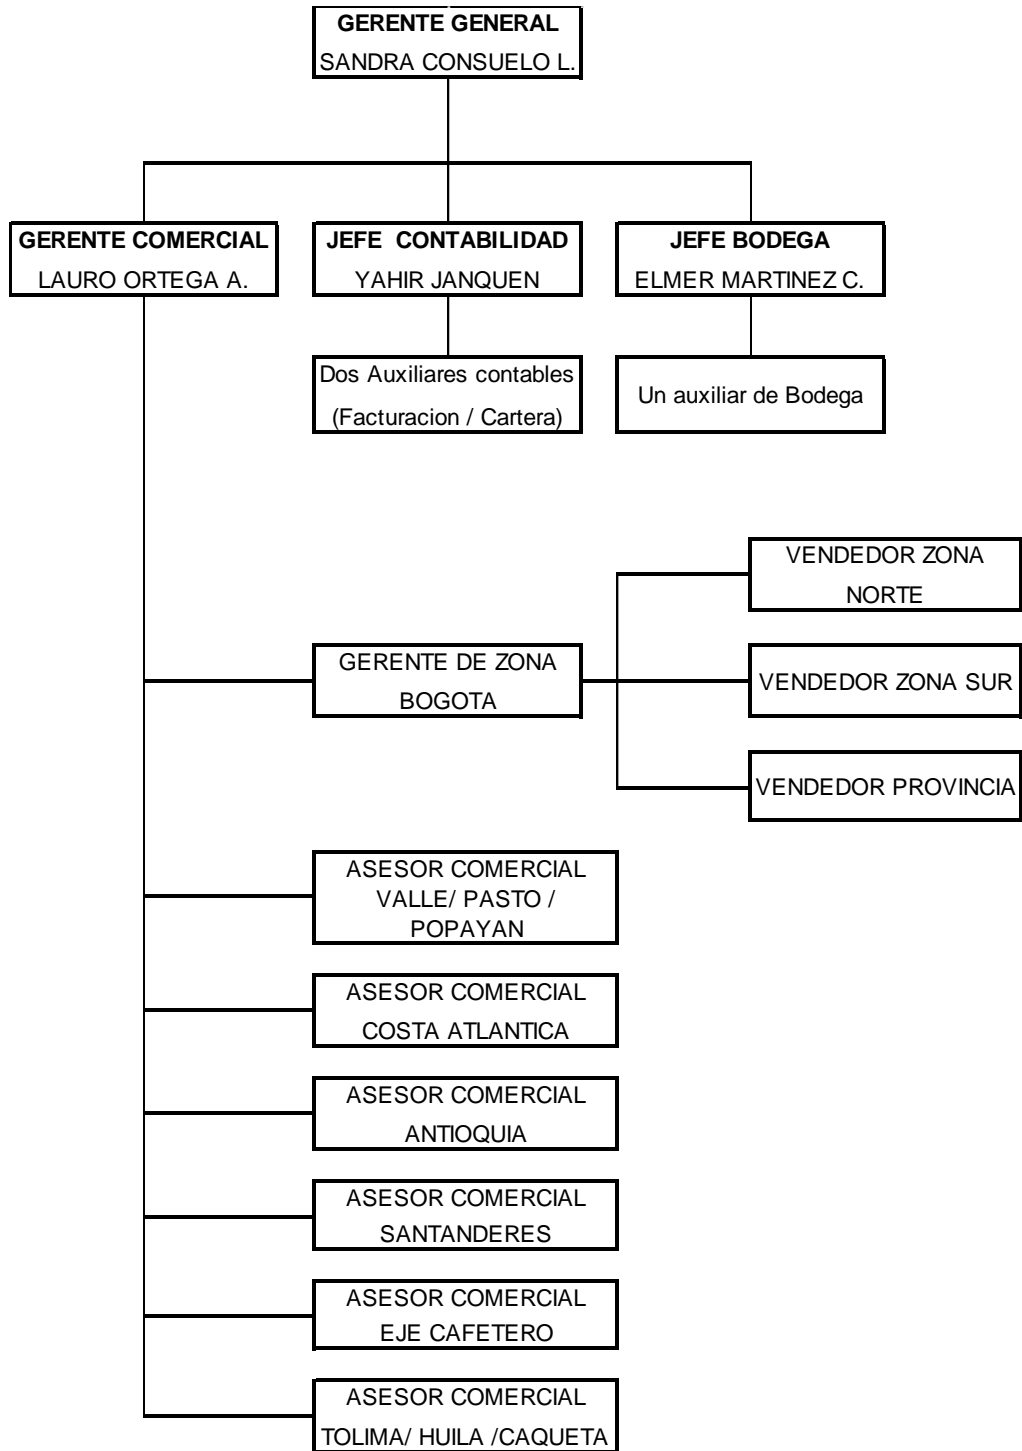 GERENTE GENERAL
SANDRA CONSUELO L.
GERENTE COMERCIAL
LAURO ORTEGA A.
JEFE CONTABILIDAD
YAHIR JANQUEN
JEFE BODEGA
ELMER MARTINEZ C.
Dos Auxiliares contables
(Facturacion / Cartera)
Un auxiliar de Bodega
VENDEDOR ZONA
NORTE
GERENTE DE ZONA
BOGOTA
VENDEDOR ZONA SUR
VENDEDOR PROVINCIA
ASESOR COMERCIAL
VALLE/ PASTO /
POPAYAN
ASESOR COMERCIAL
COSTA ATLANTICA
ASESOR COMERCIAL
ANTIOQUIA
ASESOR COMERCIAL
SANTANDERES
ASESOR COMERCIAL
EJE CAFETERO
ASESOR COMERCIAL
TOLIMA/ HUILA /CAQUETA